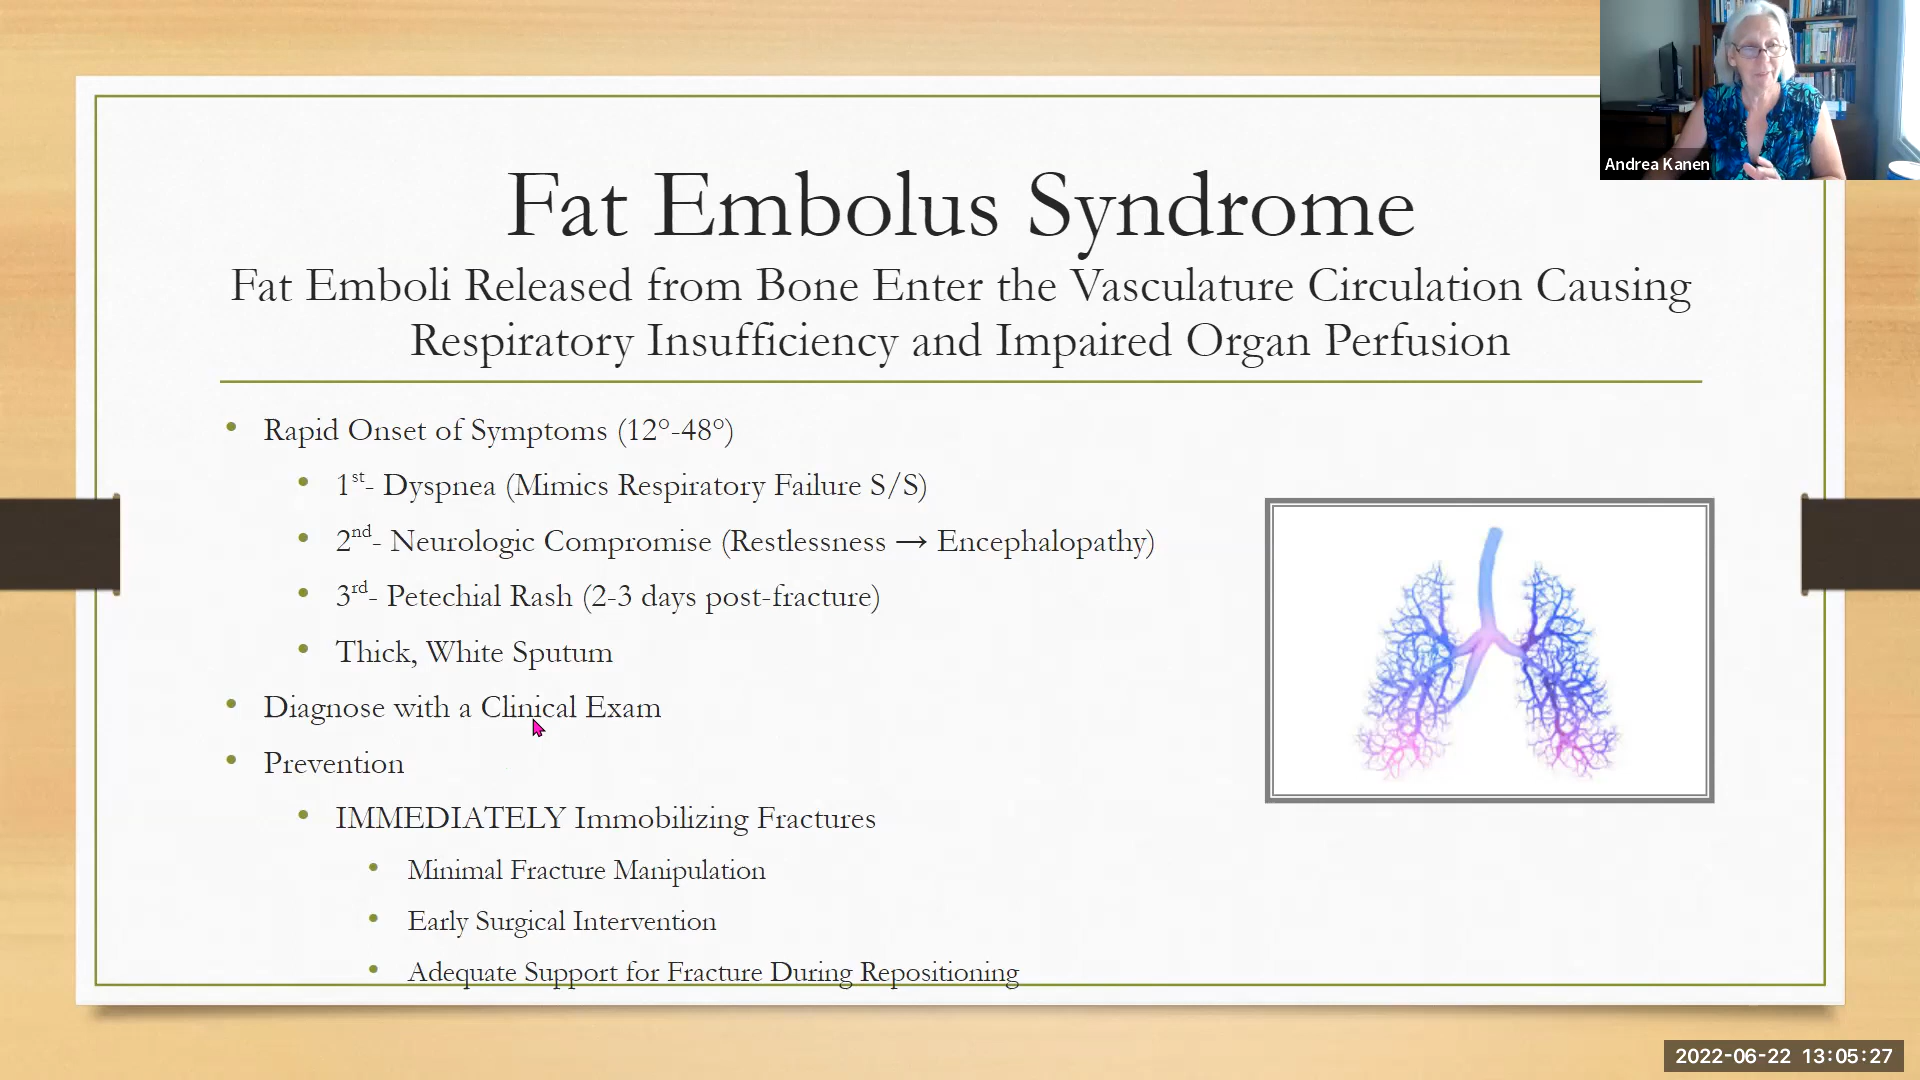 Andrea Kanen
Fat Embolus Syndrome
Fat Emboli Released from Bone Enter the Vasculature Circulation Causing
Respiratory Insufficiency and Impaired Organ Perfusion
• Rapid Onset of Symptoms (12°-48°)
• 1st- Dyspnea (Mimics Respiratory Failure S/S)
• 2nd- Neurologic Compromise (Restlessness → Encephalopathy)
• 3rd- Petechial Rash (2-3 days post-fracture)
• Thick, White Sputum
• Diagnose with a Clinical Exam
• Prevention
• IMMEDIATELY Immobilizing Fractures
• Minimal Fracture Manipulation
• Early Surgical Intervention
• Adequate Support for Fracture During Repositioning
2022-06-22 13:05:27